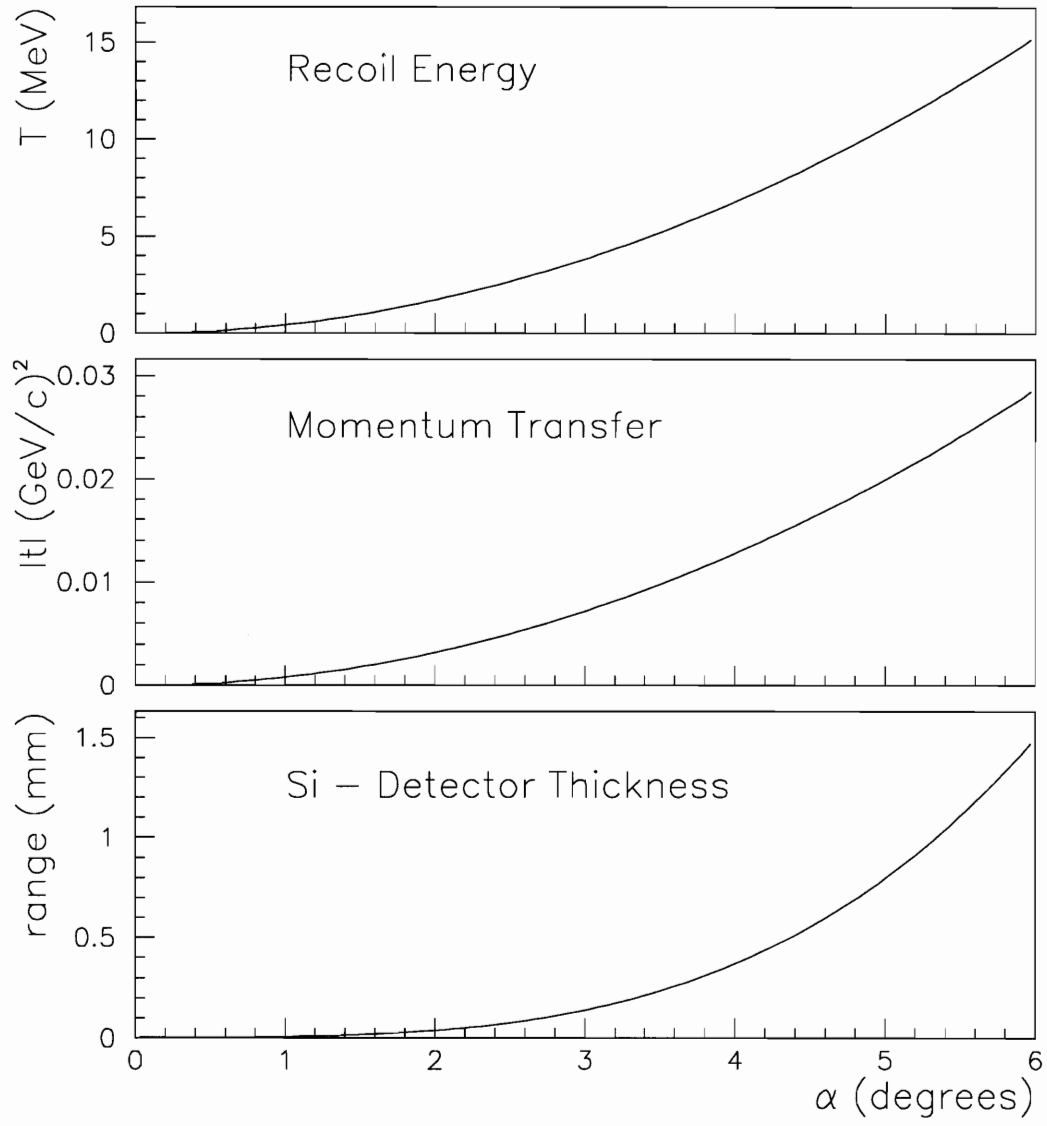 T (MeV)
15
10
5
0
Recoil Energy
|t| (GeV/c)²
0.03
0.02
0.01
0
Momentum Transfer
range (mm)
1.5
1
0.5
0
Si – Detector Thickness
0 1 2 3 4 5 6
α (degrees)